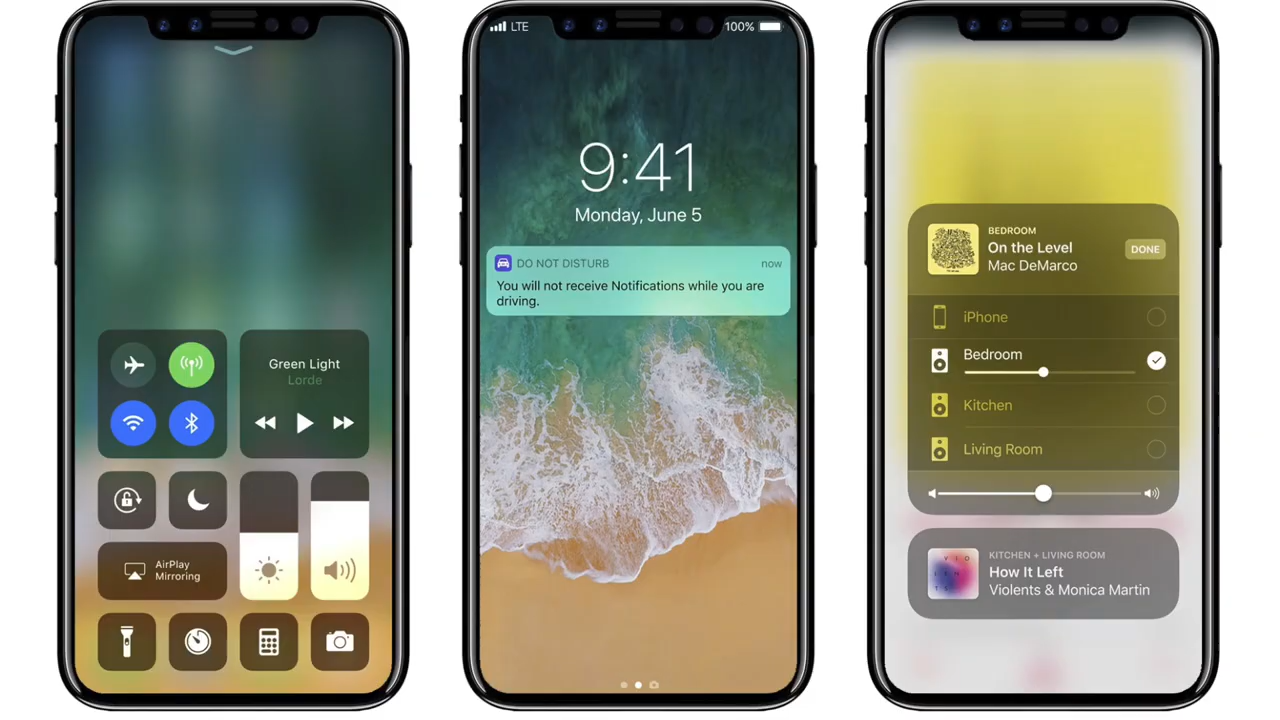 Green Light
Lorde
AirPlay
Mirroring
LTE
100%
9:41
Monday, June 5
DO NOT DISTURB
now
You will not receive Notifications while you are
driving.
BEDROOM
On the Level
Mac DeMarco
DONE
iPhone
Bedroom
Kitchen
Living Room
KITCHEN + LIVING ROOM
How It Left
Violents & Monica Martin